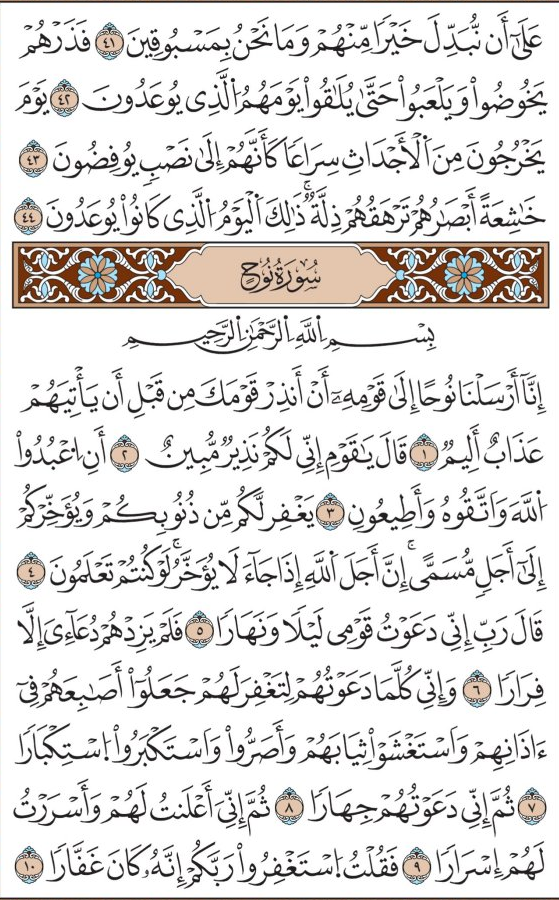 عَلَىٰٓ أَن نُّبَدِّلَ خَيْرًا مِّنْهُمْ وَمَا نَحْنُ بِمَسْبُوقِينَ ٤١ فَذَرْهُمْ
يَخُوضُوا۟ وَيَلْعَبُوا۟ حَتَّىٰ يُلَٰقُوا۟ يَوْمَهُمُ ٱلَّذِى يُوعَدُونَ ٤٢ يَوْمَ
يَخْرُجُونَ مِنَ ٱلْأَجْدَاثِ سِرَاعًا كَأَنَّهُمْ إِلَىٰ نَصْبٍ يُوفِضُونَ ٤٣
خَٰشِعَةً أَبْصَٰرُهُمْ تَرْهَقُهُمْ ذِلَّةٌ ۚ ذَٰلِكَ ٱلْيَوْمُ ٱلَّذِى كَانُوا۟ يُوعَدُونَ ٤٤
سُورَةُ نُوحٍ
بِسْمِ ٱللَّهِ ٱلرَّحْمَٰنِ ٱلرَّحِيمِ
إِنَّآ أَرْسَلْنَا نُوحًا إِلَىٰ قَوْمِهِۦٓ أَنْ أَنذِرْ قَوْمَكَ مِن قَبْلِ أَن يَأْتِيَهُمْ
عَذَابٌ أَلِيمٌ ١ قَالَ يَٰقَوْمِ إِنِّى لَكُمْ نَذِيرٌ مُّبِينٌ ٢ أَنِ ٱعْبُدُوا۟
ٱللَّهَ وَٱتَّقُوهُ وَأَطِيعُونِ ٣ يَغْفِر لَّكُم مِّن ذُنُوبِكُمْ وَيُؤَخِّرْكُمْ
إِلَىٰٓ أَجَلٍ مُّسَمًّى ۚ إِنَّ أَجَلَ ٱللَّهِ إِذَا جَآءَ لَا يُؤَخَّرُ ۖ لَوْ كُنتُمْ تَعْلَمُونَ ٤
قَالَ رَبِّ إِنِّى دَعَوْتُ قَوْمِى لَيْلًا وَنَهَارًا ٥ فَلَمْ يَزِدْهُمْ دُعَآءِىٓ إِلَّا
فِرَارًا ٦ وَإِنِّى كُلَّمَا دَعَوْتُهُمْ لِتَغْفِرَ لَهُمْ جَعَلُوٓا۟ أَصَٰبِعَهُمْ فِىٓ
ءَاذَانِهِمْ وَٱسْتَغْشَوْا۟ ثِيَابَهُمْ وَأَصَرُّوا۟ وَٱسْتَكْبَرُوا۟ ٱسْتِكْبَارًا
٧ ثُمَّ إِنِّى دَعَوْتُهُمْ جِهَارًا ٨ ثُمَّ إِنِّىٓ أَعْلَنتُ لَهُمْ وَأَسْرَرْتُ
لَهُمْ إِسْرَارًا ٩ فَقُلْتُ ٱسْتَغْفِرُوا۟ رَبَّكُمْ إِنَّهُۥ كَانَ غَفَّارًا ١٠